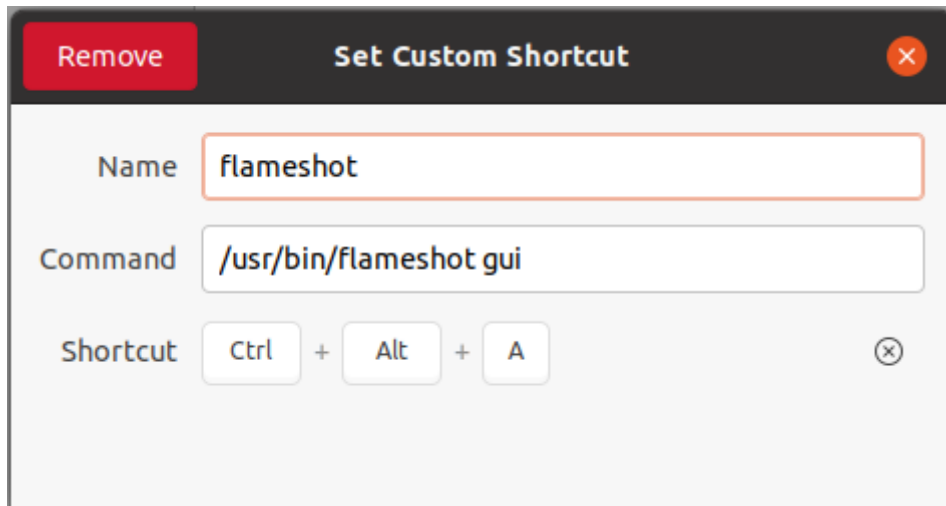 Remove Set Custom Shortcut
Name flameshot
Command /usr/bin/flameshot gui
Shortcut Ctrl + Alt + A